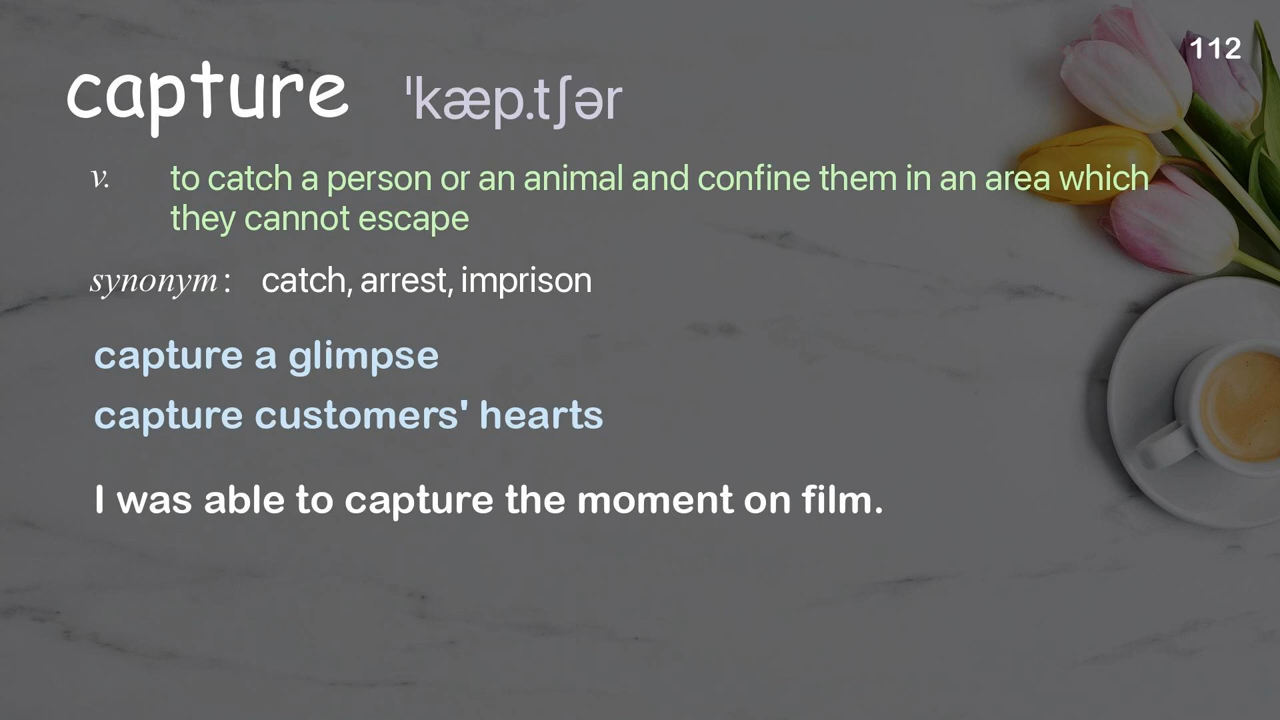 112
capture ˈkæp.tʃər
v. to catch a person or an animal and confine them in an area which
they cannot escape
synonym: catch, arrest, imprison
capture a glimpse
capture customers' hearts
I was able to capture the moment on film.